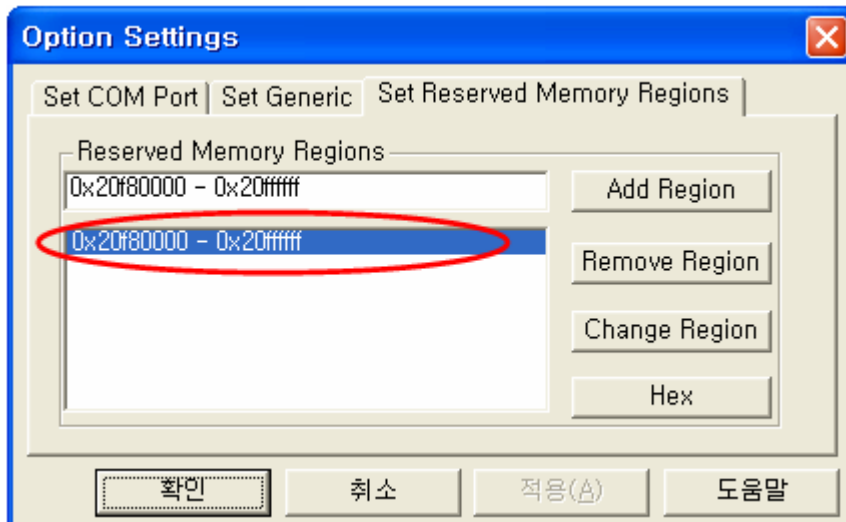 Option Settings
Set COM Port Set Generic Set Reserved Memory Regions
Reserved Memory Regions
0x20f80000 - 0x20ffffff
Add Region
0x20f80000 - 0x20ffffff
Remove Region
Change Region
Hex
확인 취소 적용(A) 도움말